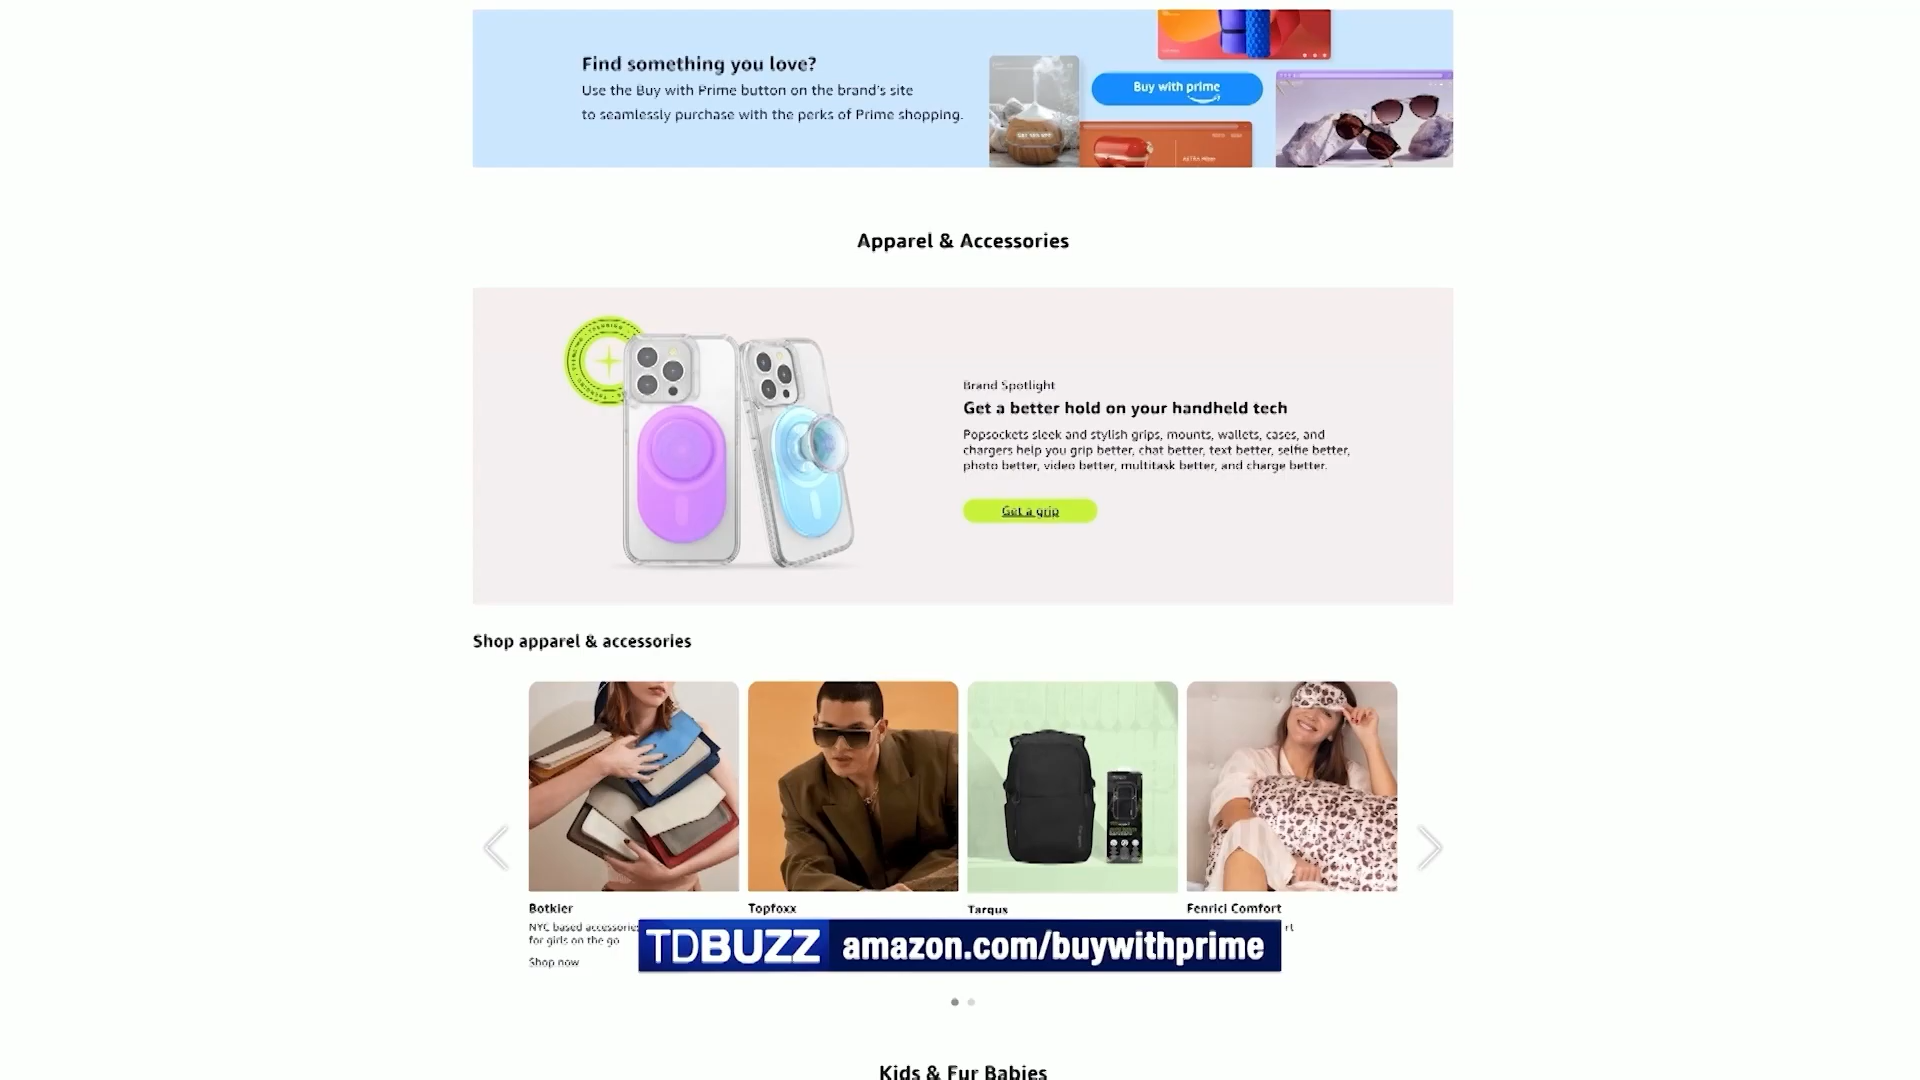 Find something you love?
Use the Buy with Prime button on the brand's site
to seamlessly purchase with the perks of Prime shopping.
Buy with prime
Apparel & Accessories
Brand Spotlight
Get a better hold on your handheld tech
Popsockets sleek and stylish grips, mounts, wallets, cases, and
chargers help you grip better, chat better, text better, selfie better,
photo better, video better, multitask better, and charge better.
Get a grip
Shop apparel & accessories
Botkier
NYC based accessories
for girls on the go
Shop now
Topfoxx
Targus
Fenrici Comfort
TDBUZZ amazon.com/buywithprime
Kids & Fur Babies